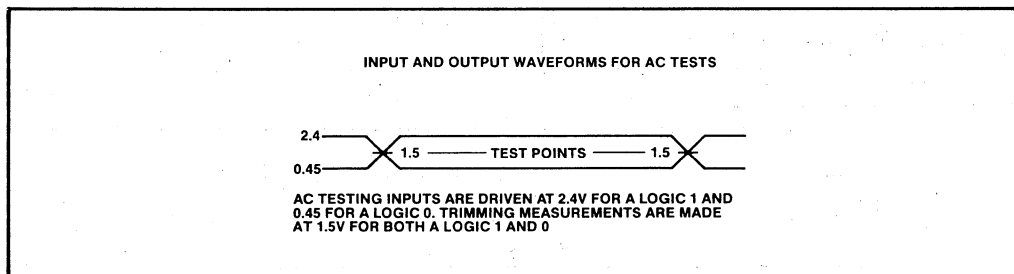 INPUT AND OUTPUT WAVEFORMS FOR AC TESTS
2.4
1.5 TEST POINTS 1.5
0.45
AC TESTING INPUTS ARE DRIVEN AT 2.4V FOR A LOGIC 1 AND
0.45 FOR A LOGIC 0. TRIMMING MEASUREMENTS ARE MADE
AT 1.5V FOR BOTH A LOGIC 1 AND 0